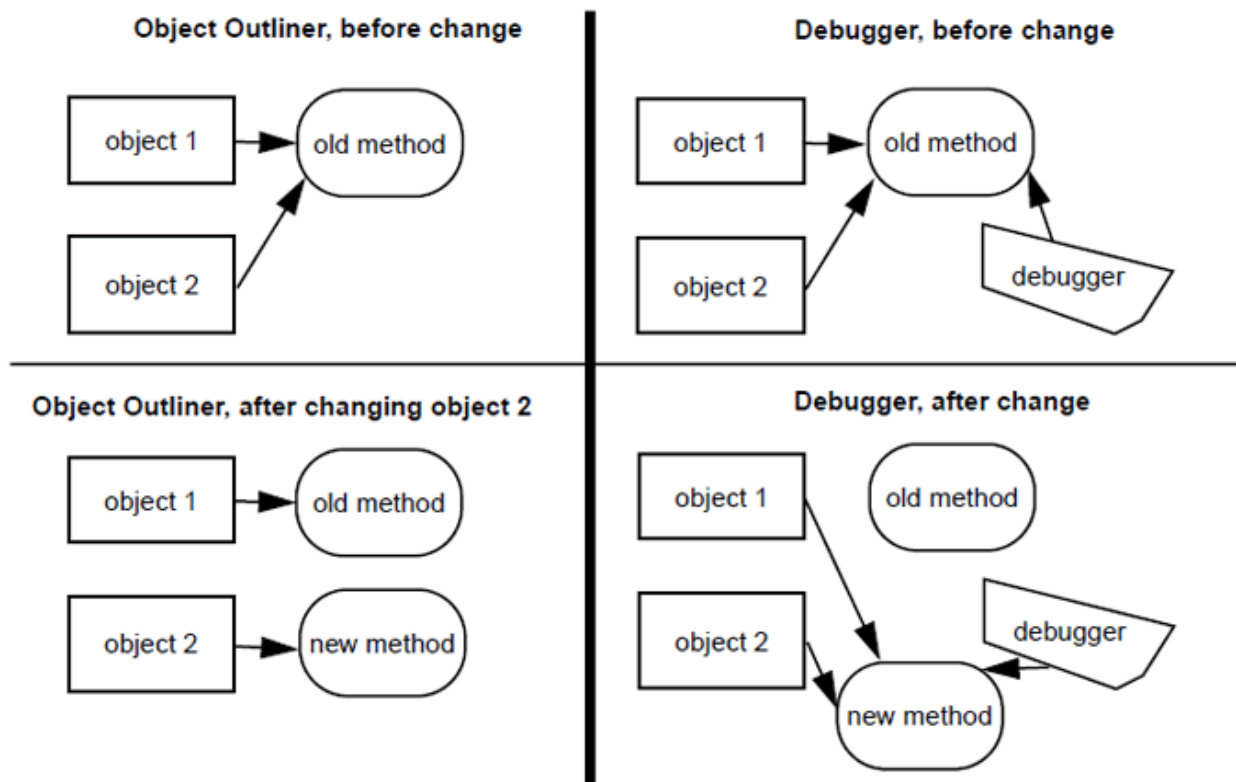 Object Outliner, before change
object 1
old method
object 2
Debugger, before change
object 1
old method
object 2
debugger
Object Outliner, after changing object 2
object 1
old method
object 2
new method
Debugger, after change
object 1
old method
object 2
debugger
new method